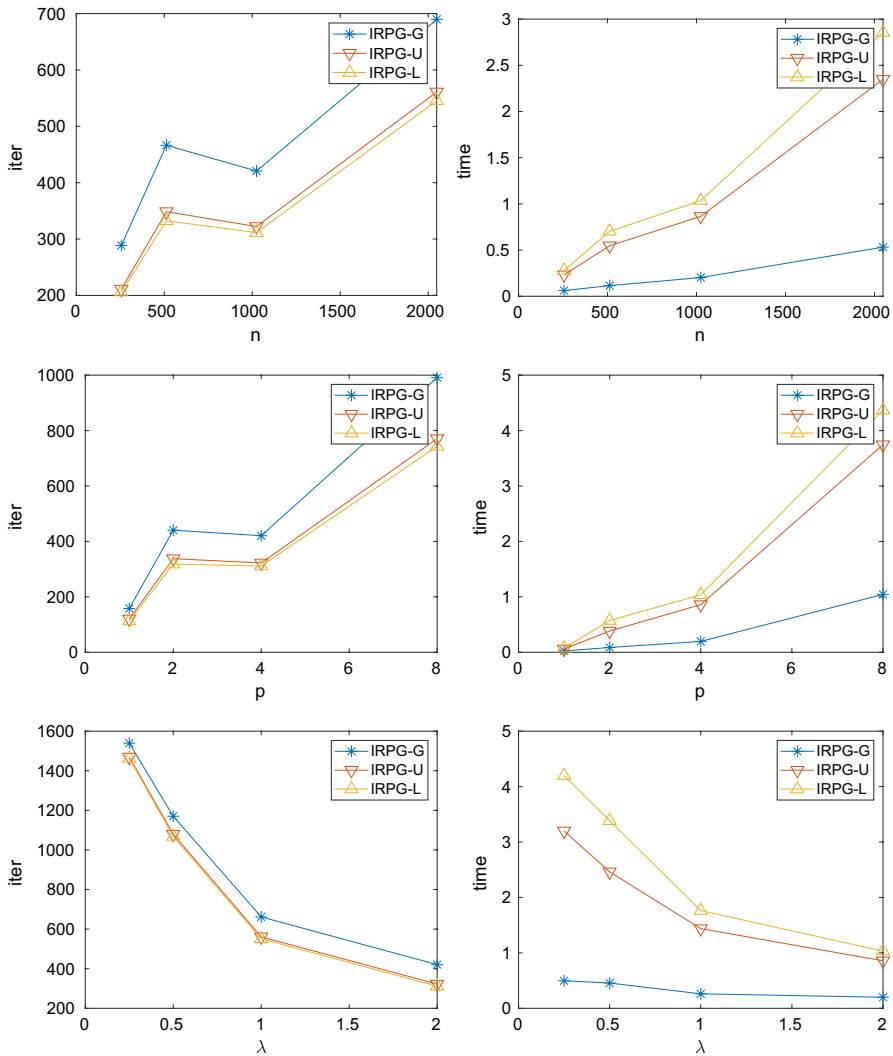 700
600
500
400
300
200
iter
0
500
1000
1500
2000
n
IRPG-G
IRPG-U
IRPG-L
3
2.5
2
1.5
1
0.5
0
time
0
500
1000
1500
2000
n
IRPG-G
IRPG-U
IRPG-L
1000
800
600
400
200
0
iter
0
2
4
6
8
p
IRPG-G
IRPG-U
IRPG-L
5
4
3
2
1
0
time
0
2
4
6
8
p
IRPG-G
IRPG-U
IRPG-L
1600
1400
1200
1000
800
600
400
200
iter
0
0.5
1
1.5
2
λ
IRPG-G
IRPG-U
IRPG-L
5
4
3
2
1
0
time
0
0.5
1
1.5
2
λ
IRPG-G
IRPG-U
IRPG-L